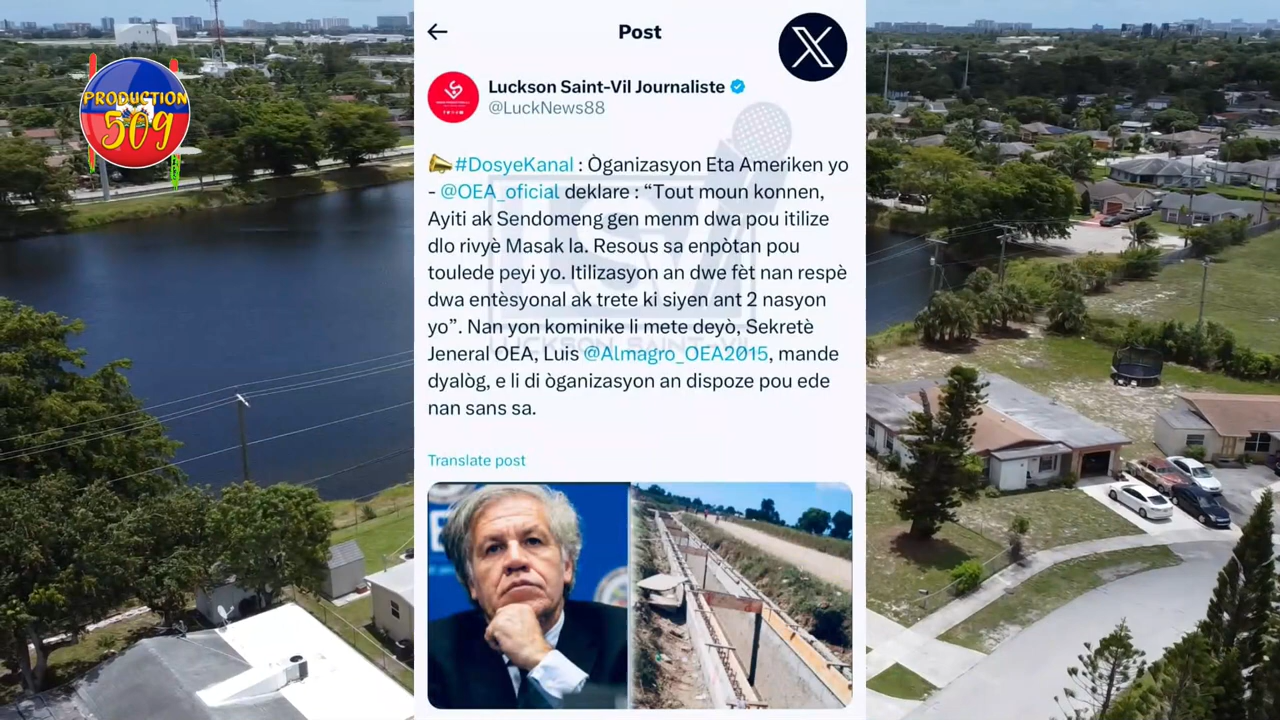 Post
X
PRODUCTION
509
Luckson Saint-Vil Journaliste
@LuckNews88
#DosyeKanal : Òganizasyon Eta Ameriken yo
- @OEA_oficial deklare : “Tout moun konnen,
Ayiti ak Sendomeng gen menm dwa pou itilize
dlo rivyè Masak la. Resous sa enpòtan pou
toulede peyi yo. Itilizasyon an dwe fèt nan respè
dwa entèsyonal ak trete ki siyen ant 2 nasyon
yo”. Nan yon kominike li mete deyò, Sekretè
Jeneral OEA, Luis @Almagro_OEA2015, mande
dyalòg, e li di òganizasyon an dispoze pou ede
nan sans sa.
LUCKSON SAINT-VIL
Translate post